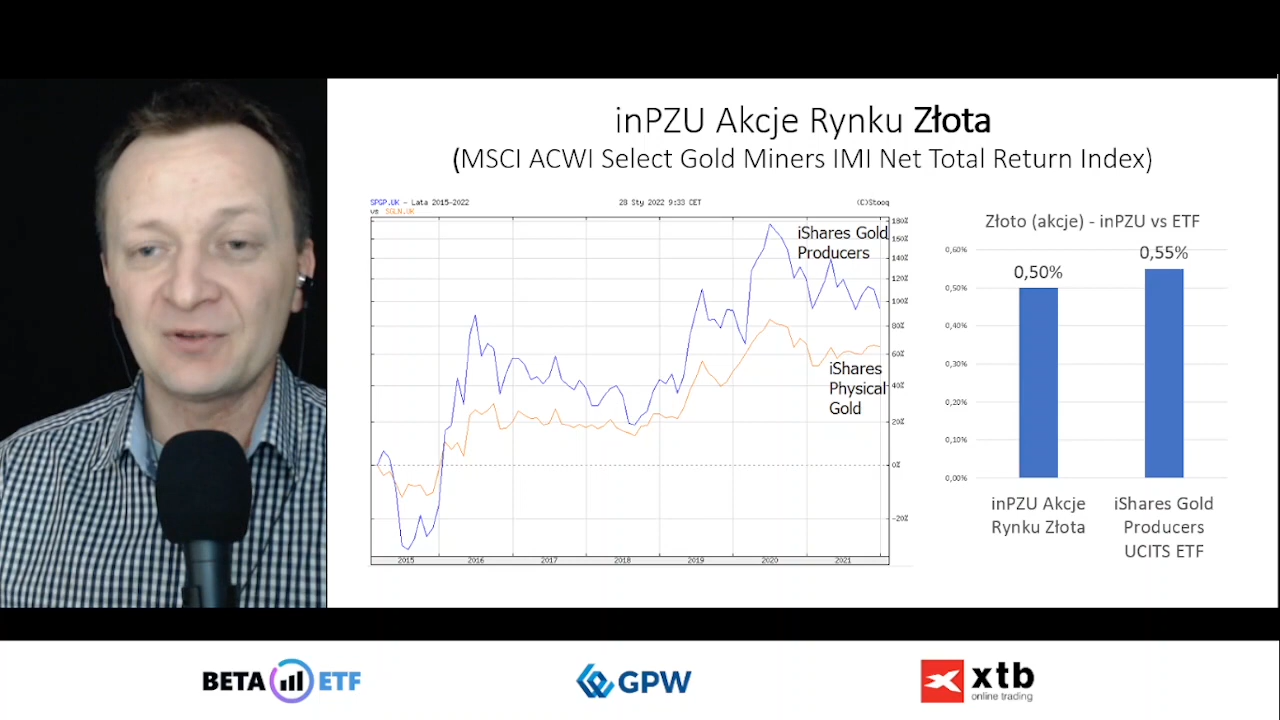 inPZU Akcje Rynku Złota
(MSCI ACWI Select Gold Miners IMI Net Total Return Index)
SPGP.UK - Lata 2015-2022
28 Sty 2022 9:33 CET
(C)Stooq
vs SGLN.UK
180%
160%
140%
120%
100%
80%
60%
40%
20%
0%
-20%
iShares Gold
Producers
iShares
Physical
Gold
2015
2016
2017
2018
2019
2020
2021
Złoto (akcje) - inPZU vs ETF
0,60%
0,50%
0,40%
0,30%
0,20%
0,10%
0,00%
0,50%
0,55%
inPZU Akcje
Rynku Złota
iShares Gold
Producers
UCITS ETF
BETA ETF
GPW
xtb
online trading